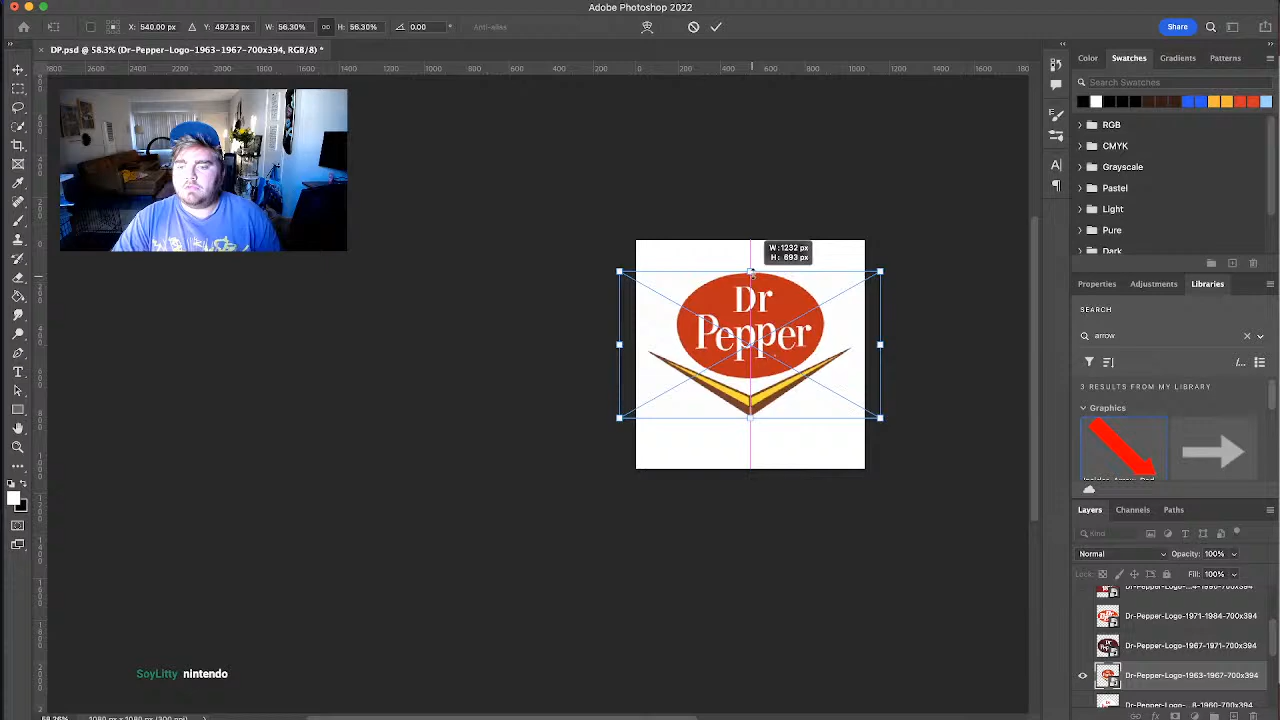 Adobe Photoshop 2022
X: 540.00 px Y: 497.33 px W: 56.30% H: 56.30% 0.00 Anti-alias Share
DP.psd @ 58.3% (Dr-Pepper-Logo-1963-1967-700x394, RGB/8) *
Color Swatches Gradients Patterns
Search Swatches
RGB
CMYK
Grayscale
Pastel
Light
Pure
Dark
W: 1232 px
H: 693 px
Dr
Pepper
Properties Adjustments Libraries
SEARCH
arrow
3 RESULTS FROM MY LIBRARY
Graphics
Layers Channels Paths
Kind
Normal Opacity: 100%
Lock: Fill: 100%
Dr-Pepper-Logo-1971-1984-700x394
Dr-Pepper-Logo-1967-1971-700x394
Dr-Pepper-Logo-1963-1967-700x394
SoyLitty nintendo